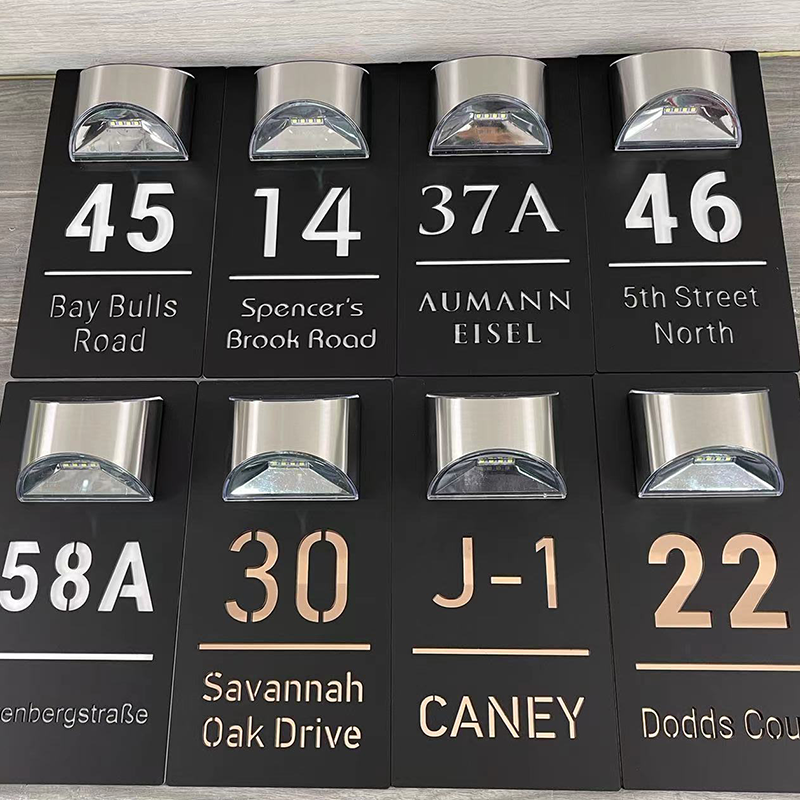 45
Bay Bulls
Road
14
Spencer's
Brook Road
37A
AUMANN
EISEL
46
5th Street
North
58A
enbergstraße
30
Savannah
Oak Drive
J-1
CANEY
22
Dodds Cou